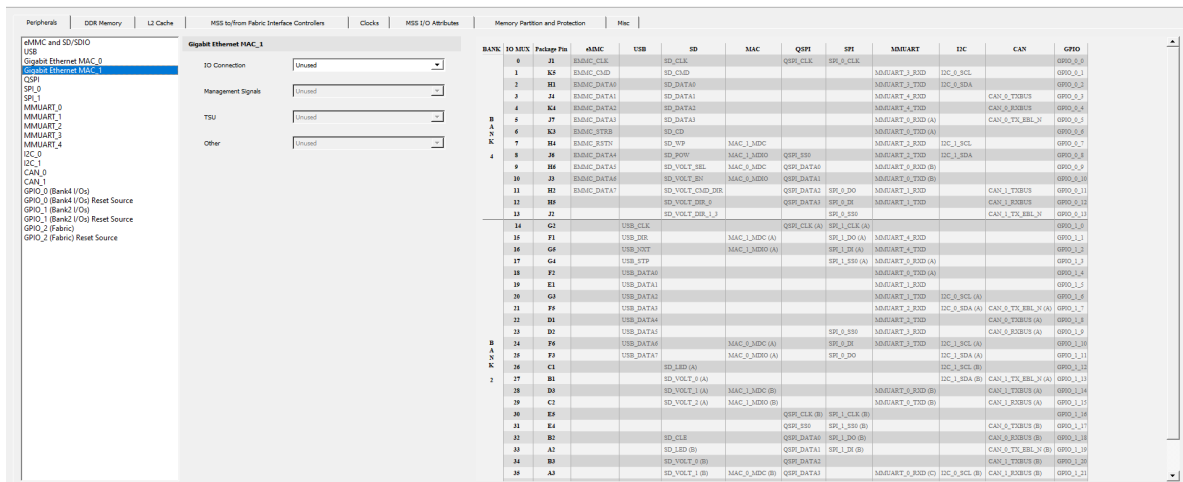 Peripherals DDR Memory L2 Cache MSS to/from Fabric Interface Controllers Clocks MSS I/O Attributes Memory Partition and Protection Misc
eMMC and SD/SDIO
USB
Gigabit Ethernet MAC_0
Gigabit Ethernet MAC_1
QSPI
SPI_0
SPI_1
MMUART_0
MMUART_1
MMUART_2
MMUART_3
MMUART_4
I2C_0
I2C_1
CAN_0
CAN_1
GPIO_0 (Bank4 I/Os)
GPIO_0 (Bank4 I/Os) Reset Source
GPIO_1 (Bank2 I/Os)
GPIO_1 (Bank2 I/Os) Reset Source
GPIO_2 (Fabric)
GPIO_2 (Fabric) Reset Source
Gigabit Ethernet MAC_1
IO Connection Unused
Management Signals Unused
TSU Unused
Other Unused
BANK IO MUX Package Pin eMMC USB SD MAC QSPI SPI MMUART I2C CAN GPIO
BANK 4
0 J1 EMMC_CLK SD_CLK QSPI_CLK SPI_0_CLK GPIO_0_0
1 K5 EMMC_CMD SD_CMD MMUART_3_RXD I2C_0_SCL GPIO_0_1
2 H1 EMMC_DATA0 SD_DATA0 MMUART_3_TXD I2C_0_SDA GPIO_0_2
3 J4 EMMC_DATA1 SD_DATA1 MMUART_4_RXD CAN_0_TXBUS GPIO_0_3
4 K4 EMMC_DATA2 SD_DATA2 MMUART_4_TXD CAN_0_RXBUS GPIO_0_4
5 J7 EMMC_DATA3 SD_DATA3 MMUART_0_RXD (A) CAN_0_TX_EBL_N GPIO_0_5
6 K3 EMMC_STRB SD_CD MMUART_0_TXD (A) GPIO_0_6
7 H4 EMMC_RSTN SD_WP MAC_1_MDC MMUART_2_RXD I2C_1_SCL GPIO_0_7
8 J6 EMMC_DATA4 SD_POW MAC_1_MDIO QSPI_SS0 MMUART_2_TXD I2C_1_SDA GPIO_0_8
9 H6 EMMC_DATA5 SD_VOLT_SEL MAC_0_MDC QSPI_DATA0 MMUART_0_RXD (B) GPIO_0_9
10 J3 EMMC_DATA6 SD_VOLT_EN MAC_0_MDIO QSPI_DATA1 MMUART_0_TXD (B) GPIO_0_10
11 H2 EMMC_DATA7 SD_VOLT_CMD_DIR QSPI_DATA2 SPI_0_DO MMUART_1_RXD CAN_1_TXBUS GPIO_0_11
12 H5 SD_VOLT_DIR_0 QSPI_DATA3 SPI_0_DI MMUART_1_TXD CAN_1_RXBUS GPIO_0_12
13 J2 SD_VOLT_DIR_1_3 SPI_0_SS0 CAN_1_TX_EBL_N GPIO_0_13
BANK 2
14 G2 USB_CLK QSPI_CLK (A) SPI_1_CLK (A) GPIO_1_0
15 F1 USB_DIR MAC_1_MDC (A) SPI_1_DO (A) MMUART_4_RXD GPIO_1_1
16 G5 USB_NXT MAC_1_MDIO (A) SPI_1_DI (A) MMUART_4_TXD GPIO_1_2
17 G4 USB_STP SPI_1_SS0 (A) MMUART_0_RXD (A) GPIO_1_3
18 F2 USB_DATA0 MMUART_0_TXD (A) GPIO_1_4
19 E1 USB_DATA1 MMUART_1_RXD GPIO_1_5
20 G3 USB_DATA2 MMUART_1_TXD I2C_0_SCL (A) GPIO_1_6
21 F5 USB_DATA3 MMUART_2_RXD I2C_0_SDA (A) CAN_0_TX_EBL_N (A) GPIO_1_7
22 D1 USB_DATA4 MMUART_2_TXD CAN_0_TXBUS (A) GPIO_1_8
23 D2 USB_DATA5 SPI_0_SS0 MMUART_3_RXD CAN_0_RXBUS (A) GPIO_1_9
24 F6 USB_DATA6 MAC_0_MDC (A) SPI_0_DI MMUART_3_TXD I2C_1_SCL (A) GPIO_1_10
25 F3 USB_DATA7 MAC_0_MDIO (A) SPI_0_DO I2C_1_SDA (A) GPIO_1_11
26 C1 SD_LED (A) I2C_1_SCL (B) GPIO_1_12
27 B1 SD_VOLT_0 (A) I2C_1_SDA (B) CAN_1_TX_EBL_N (A) GPIO_1_13
28 D3 SD_VOLT_1 (A) MAC_1_MDC (B) MMUART_0_RXD (B) CAN_1_TXBUS (A) GPIO_1_14
29 C2 SD_VOLT_2 (A) MAC_1_MDIO (B) MMUART_0_TXD (B) CAN_1_RXBUS (A) GPIO_1_15
30 E5 QSPI_CLK (B) SPI_1_CLK (B) GPIO_1_16
31 E4 QSPI_SS0 SPI_1_SS0 (B) CAN_0_TXBUS (B) GPIO_1_17
32 B2 SD_CLE QSPI_DATA0 SPI_1_DO (B) CAN_0_RXBUS (B) GPIO_1_18
33 A2 SD_LED (B) QSPI_DATA1 SPI_1_DI (B) CAN_0_TX_EBL_N (B) GPIO_1_19
34 B3 SD_VOLT_0 (B) QSPI_DATA2 CAN_1_TXBUS (B) GPIO_1_20
35 A3 SD_VOLT_1 (B) MAC_0_MDC (B) QSPI_DATA3 MMUART_0_RXD (C) I2C_0_SCL (B) CAN_1_RXBUS (B) GPIO_1_21